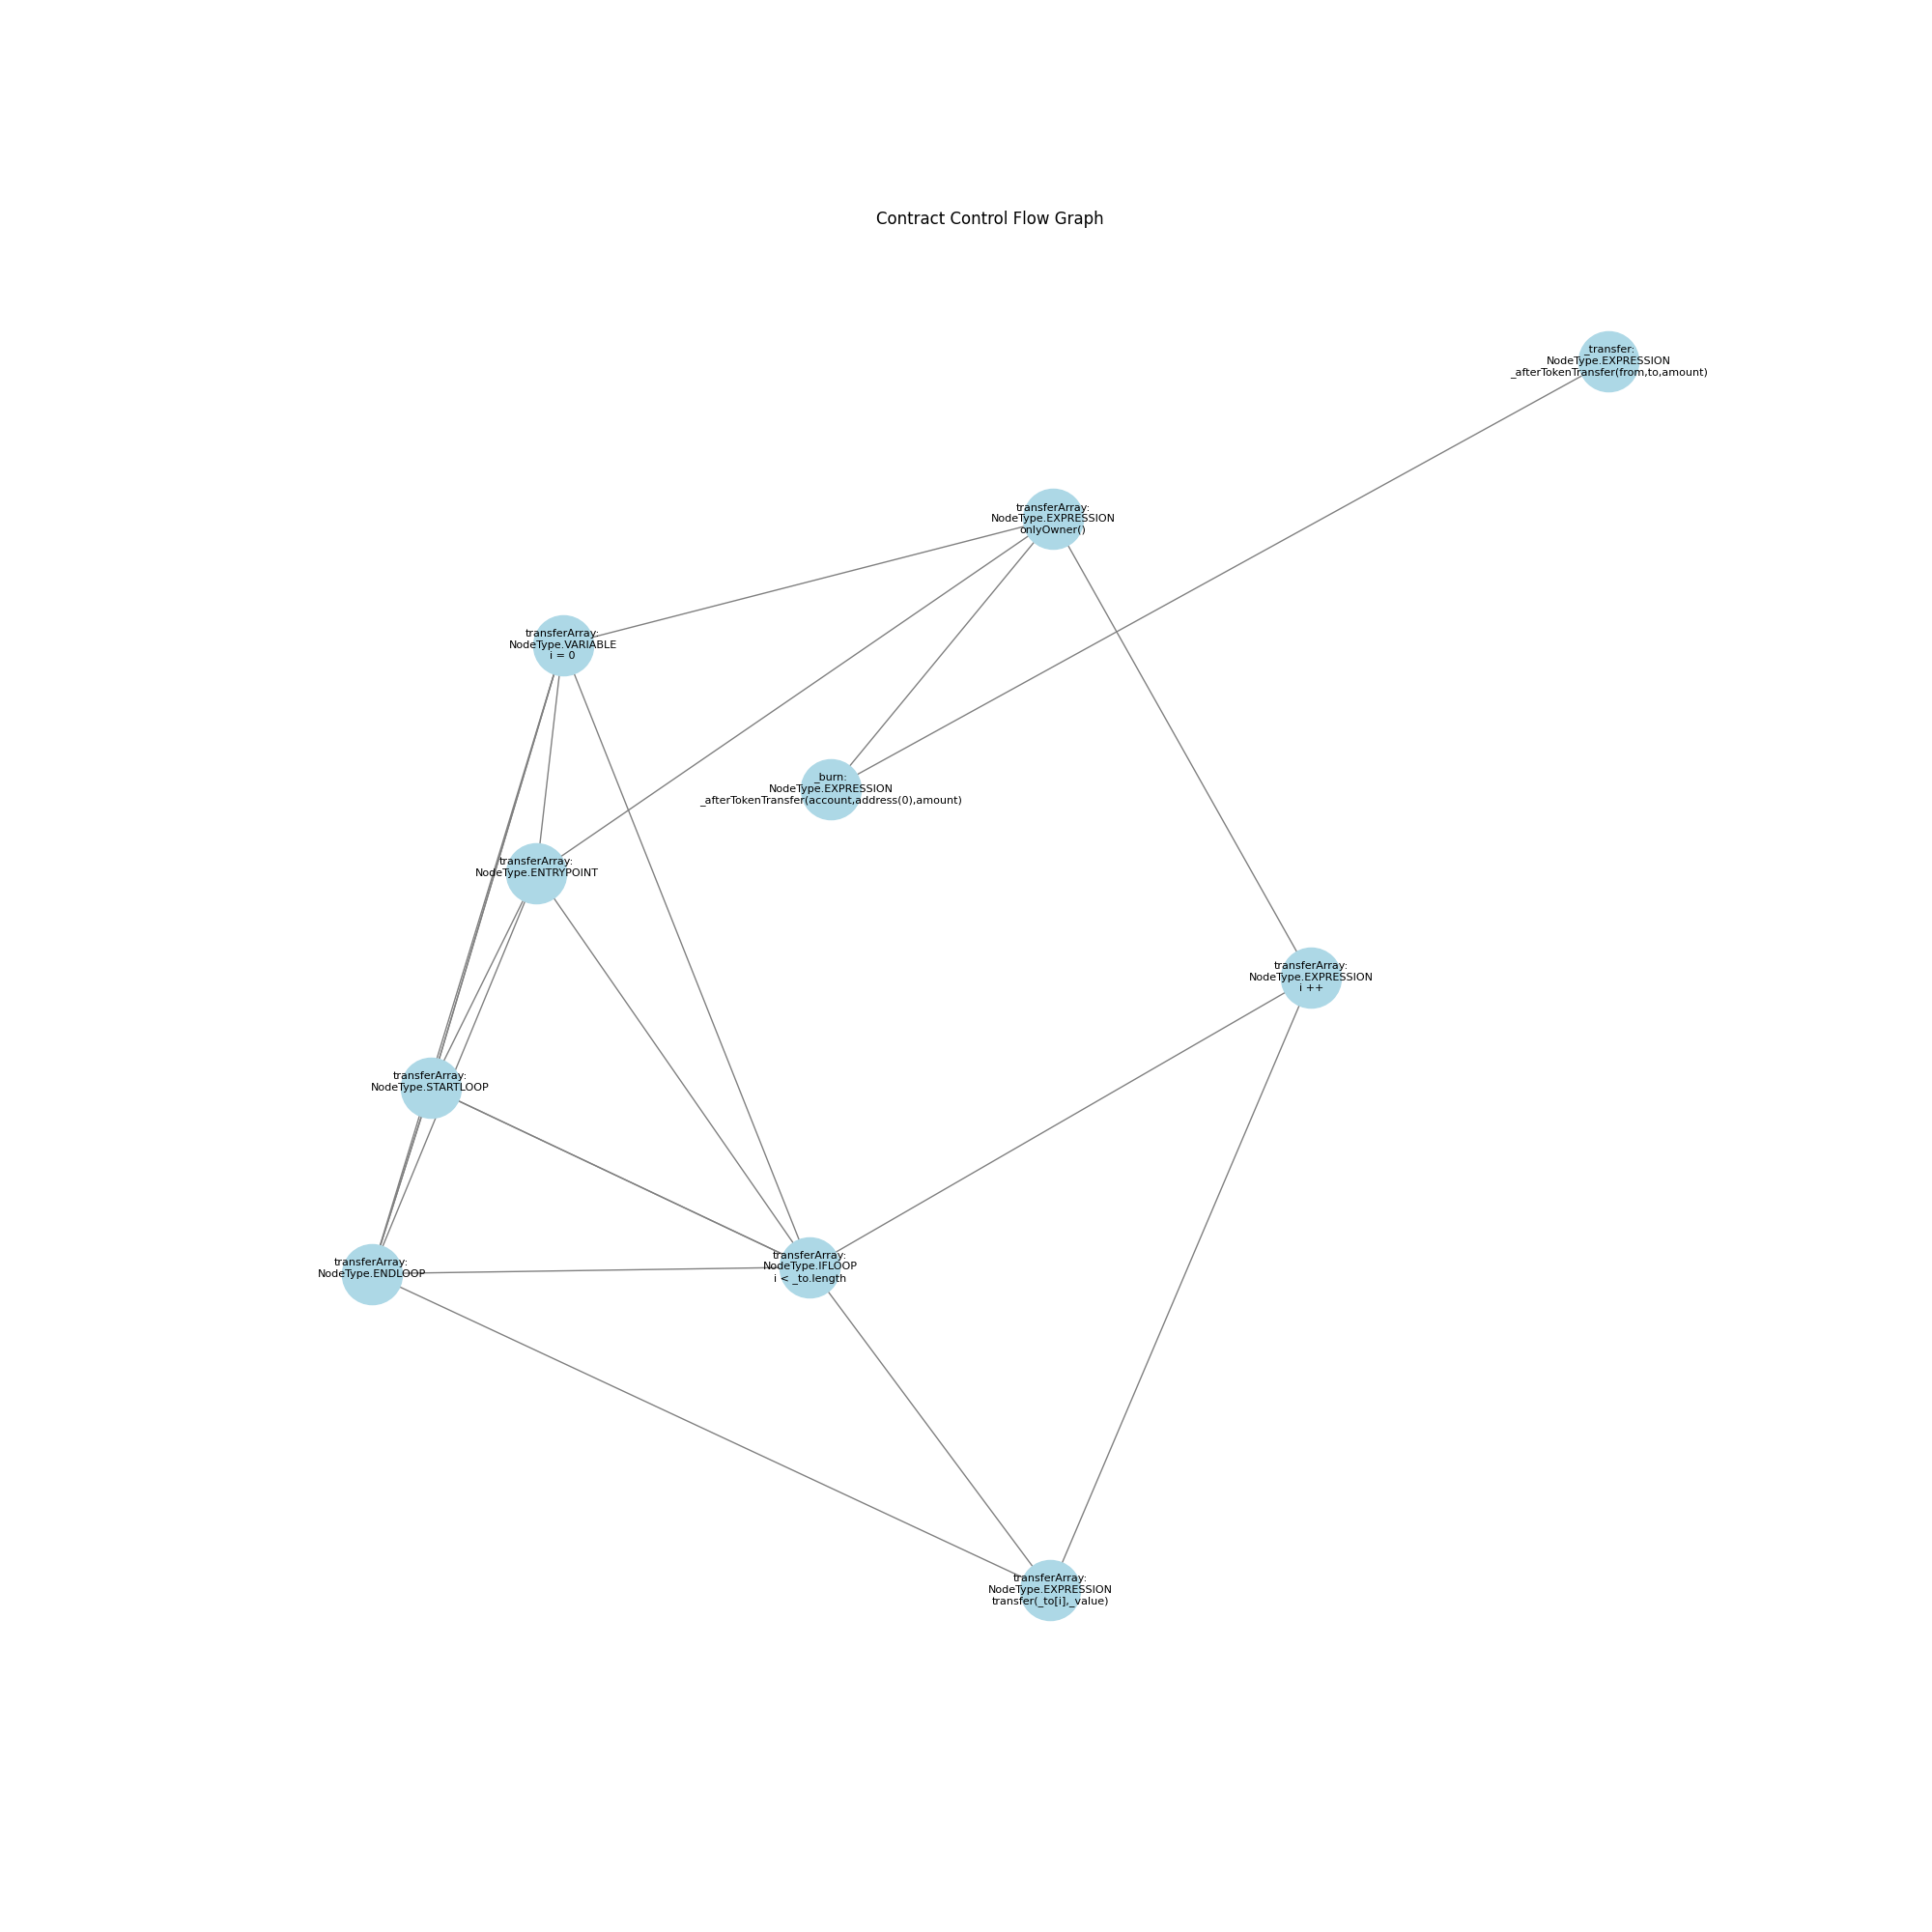 Contract Control Flow Graph
_transfer:
NodeType.EXPRESSION
_afterTokenTransfer(from,to,amount)
transferArray:
NodeType.EXPRESSION
onlyOwner()
transferArray:
NodeType.VARIABLE
i = 0
_burn:
NodeType.EXPRESSION
_afterTokenTransfer(account,address(0),amount)
transferArray:
NodeType.ENTRYPOINT
transferArray:
NodeType.EXPRESSION
i ++
transferArray:
NodeType.STARTLOOP
transferArray:
NodeType.IFLOOP
i < _to.length
transferArray:
NodeType.ENDLOOP
transferArray:
NodeType.EXPRESSION
transfer(_to[i],_value)